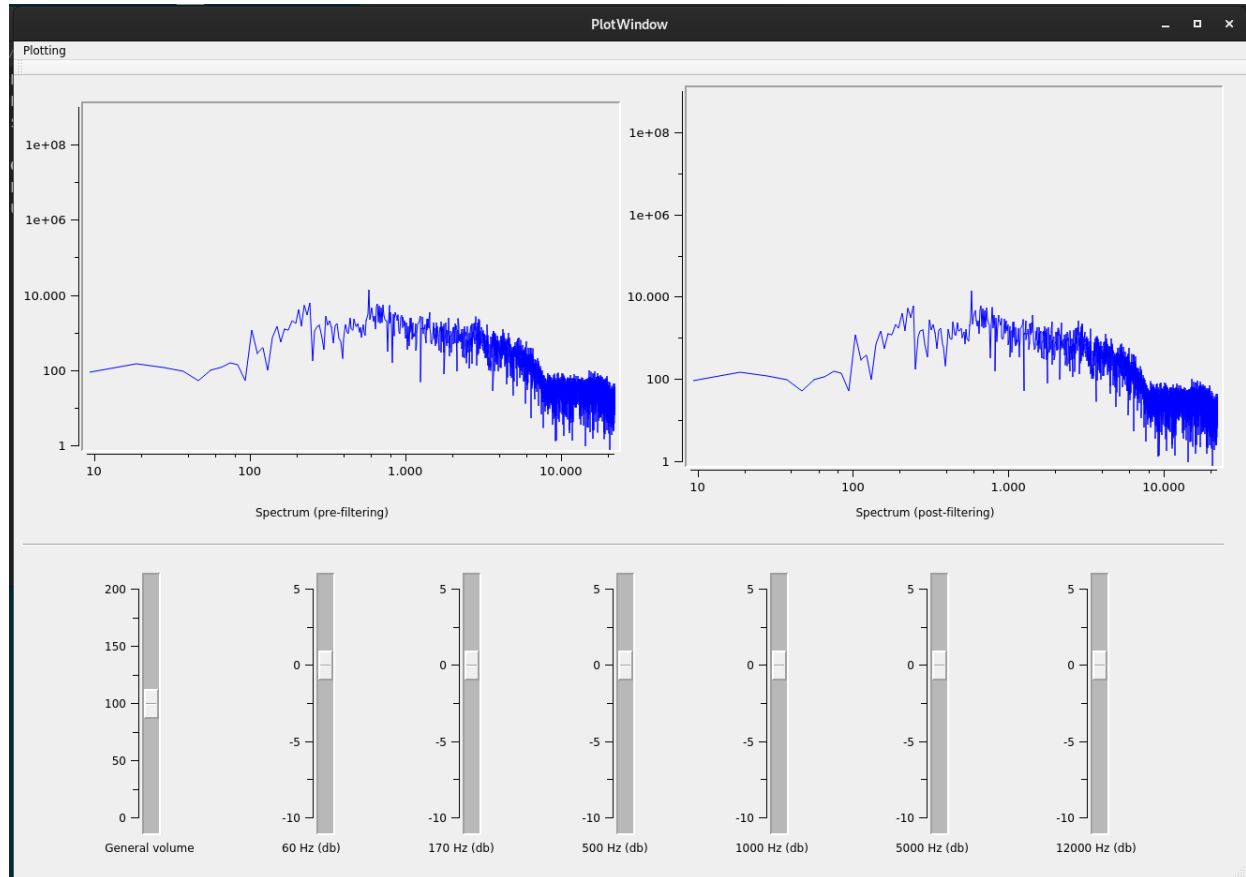 PlotWindow
Plotting
1e+08
1e+06
10.000
100
1
10 100 1.000 10.000
Spectrum (pre-filtering)
1e+08
1e+06
10.000
100
1
10 100 1.000 10.000
Spectrum (post-filtering)
200
150
100
50
0
General volume
5
0
-5
-10
60 Hz (db)
5
0
-5
-10
170 Hz (db)
5
0
-5
-10
500 Hz (db)
5
0
-5
-10
1000 Hz (db)
5
0
-5
-10
5000 Hz (db)
5
0
-5
-10
12000 Hz (db)